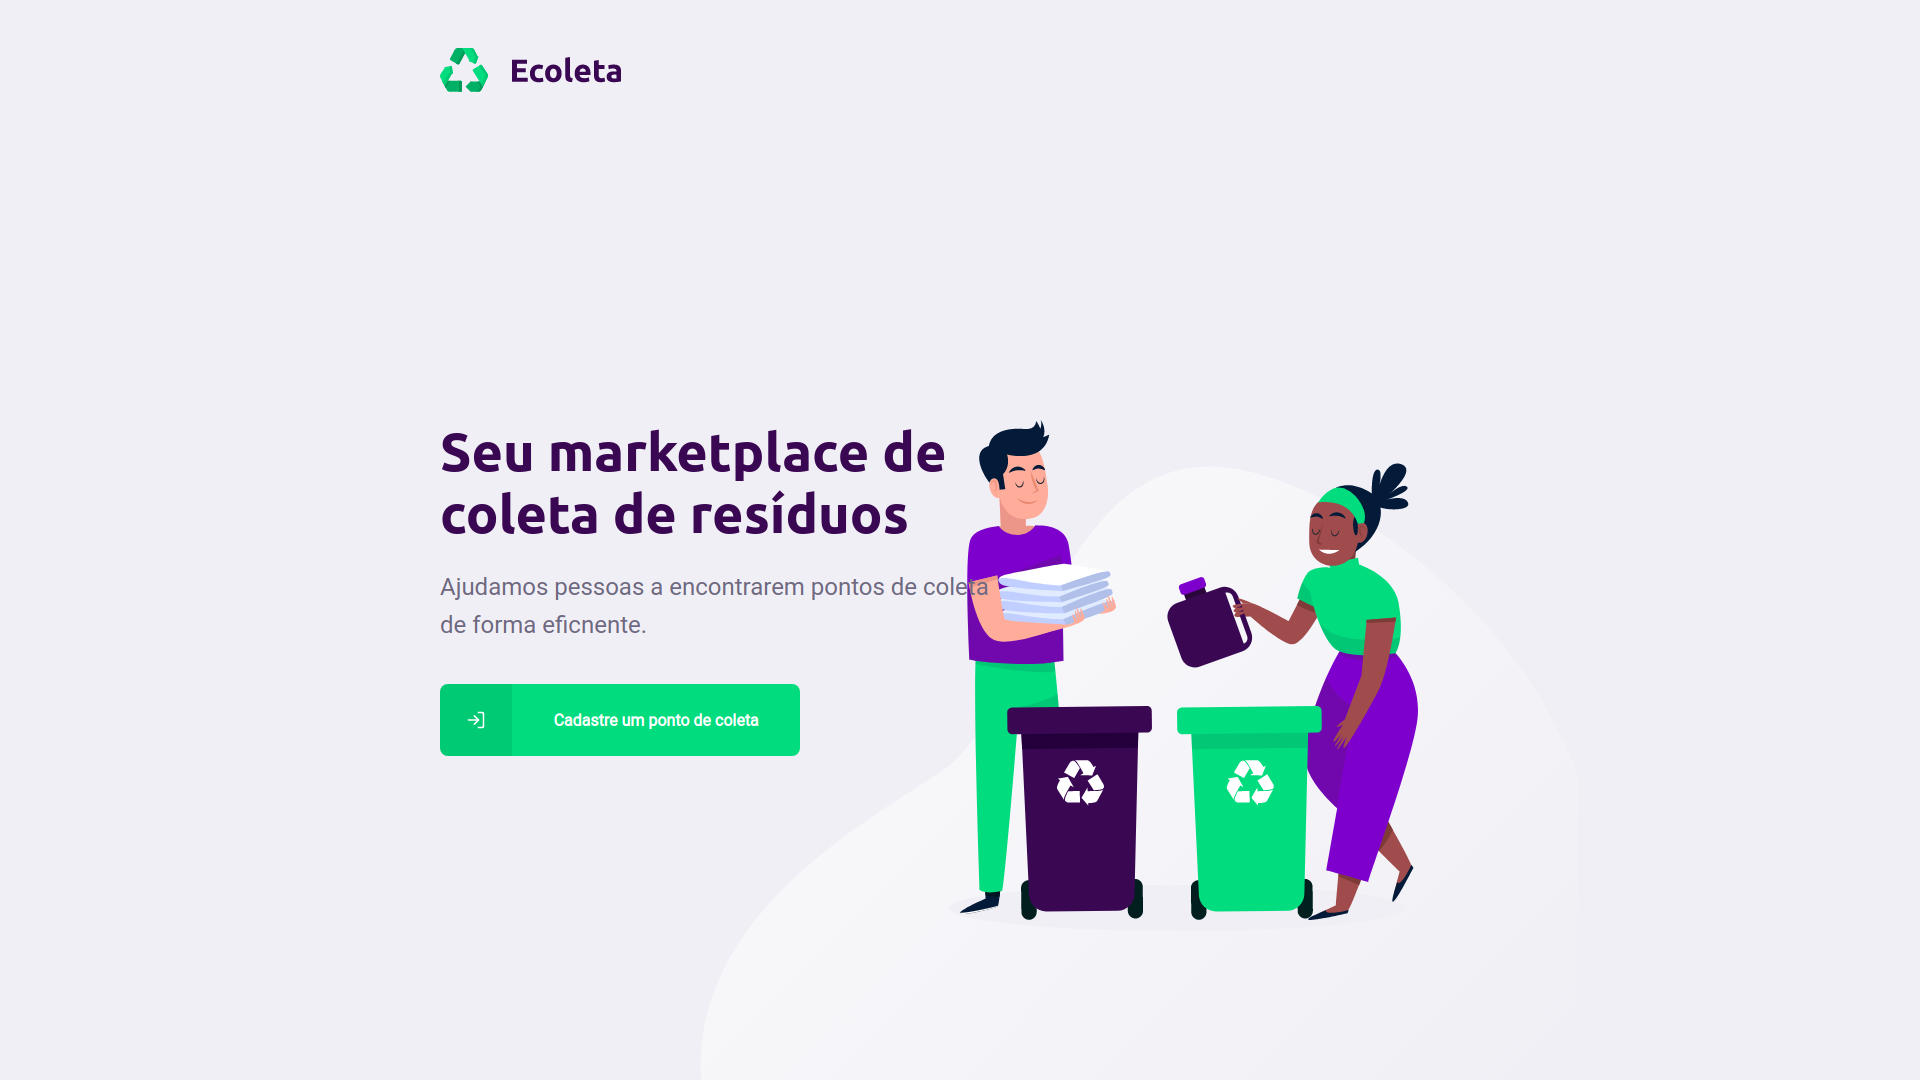 Ecoleta
Seu marketplace de
coleta de resíduos
Ajudamos pessoas a encontrarem pontos de coleta
de forma eficnente.
Cadastre um ponto de coleta